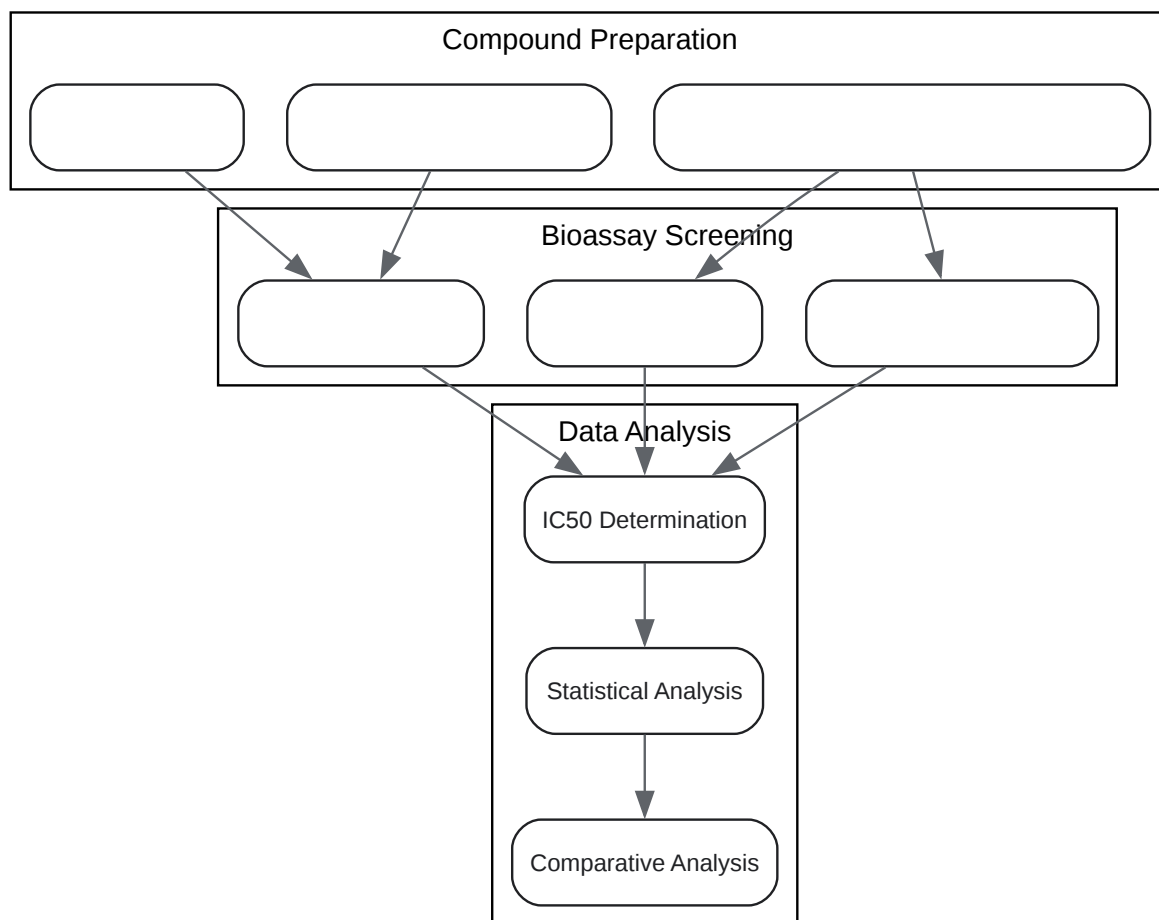 Compound Preparation
Bioassay Screening
Data Analysis
IC50 Determination
Statistical Analysis
Comparative Analysis